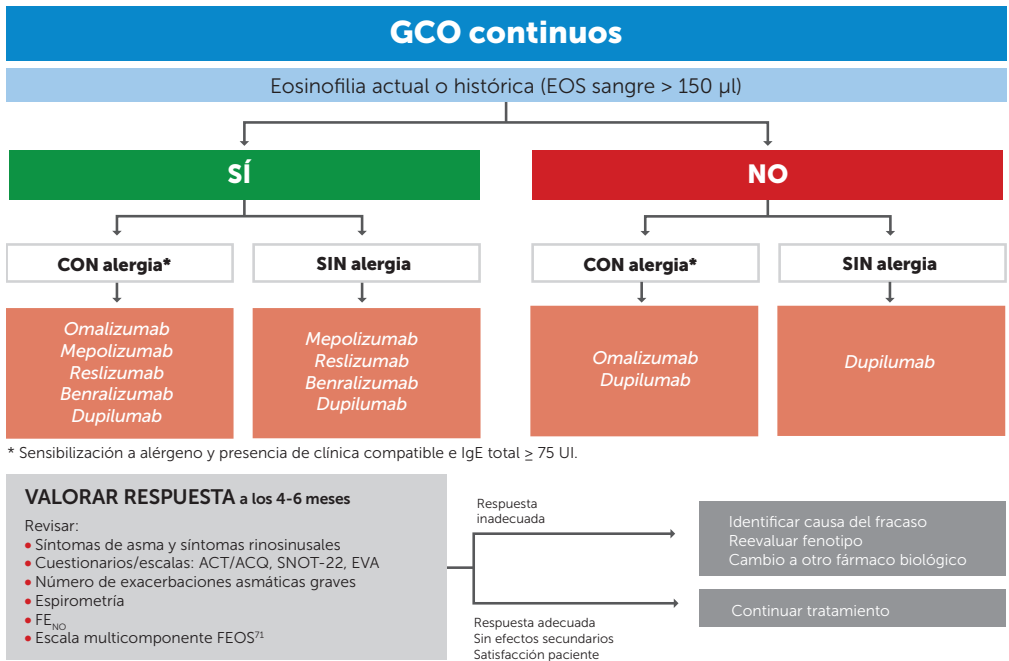 GCO continuos
Eosinofilia actual o histórica (EOS sangre > 150 µl)
SÍ
NO
CON alergia*
SIN alergia
CON alergia*
SIN alergia
Omalizumab
Mepolizumab
Reslizumab
Benralizumab
Dupilumab
Mepolizumab
Reslizumab
Benralizumab
Dupilumab
Omalizumab
Dupilumab
Dupilumab
* Sensibilización a alérgeno y presencia de clínica compatible e IgE total ≥ 75 UI.
VALORAR RESPUESTA a los 4-6 meses
Revisar:
• Síntomas de asma y síntomas rinosinusales
• Cuestionarios/escalas: ACT/ACQ, SNOT-22, EVA
• Número de exacerbaciones asmáticas graves
• Espirometría
• FENO
• Escala multicomponente FEOS71
Respuesta
inadecuada
Identificar causa del fracaso
Reevaluar fenotipo
Cambio a otro fármaco biológico
Respuesta adecuada
Sin efectos secundarios
Satisfacción paciente
Continuar tratamiento